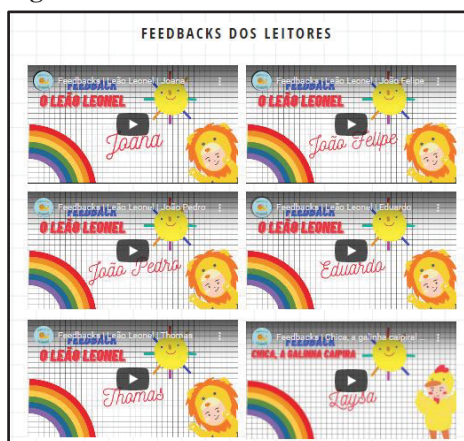 FEEDBACKS DOS LEITORES
Feedbacks | Leão Leonel | Joana
FEEDBACK
O LEÃO LEONEL
Joana
Feedbacks | Leão Leonel | João Felipe
FEEDBACK
O LEÃO LEONEL
João Felipe
Feedbacks | Leão Leonel | João Pedro
FEEDBACK
O LEÃO LEONEL
João Pedro
Feedbacks | Leão Leonel | Eduardo
FEEDBACK
O LEÃO LEONEL
Eduardo
Feedbacks | Leão Leonel | Thomas
FEEDBACK
O LEÃO LEONEL
Thomas
Feedbacks | Chica, a galinha caipira!
FEEDBACK
CHICA, A GALINHA CAIPIRA
Laysa